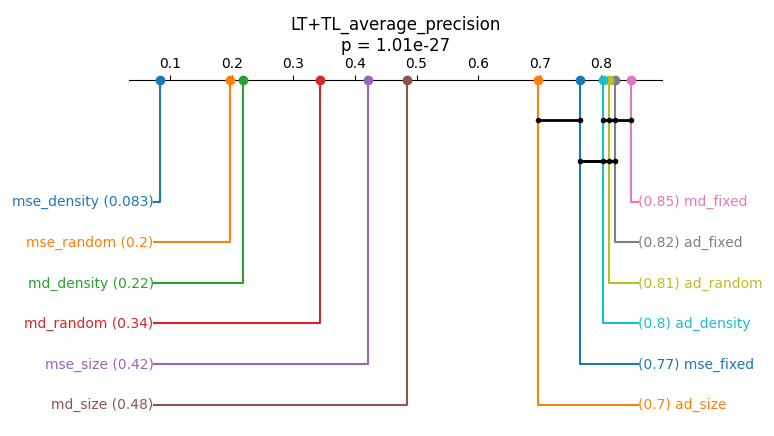 LT+TL_average_precision
p = 1.01e-27
0.1 0.2 0.3 0.4 0.5 0.6 0.7 0.8
mse_density (0.083) (0.85) md_fixed
mse_random (0.2) (0.82) ad_fixed
md_density (0.22) (0.81) ad_random
md_random (0.34) (0.8) ad_density
mse_size (0.42) (0.77) mse_fixed
md_size (0.48) (0.7) ad_size